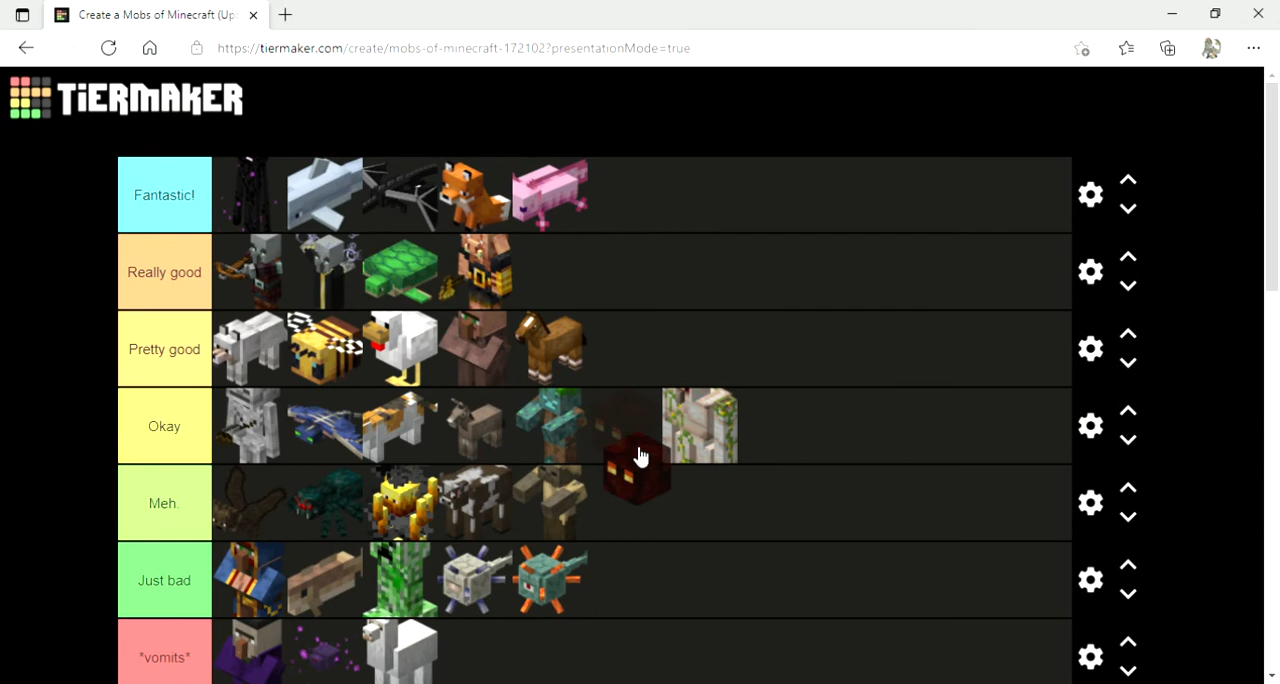 Create a Mobs of Minecraft (Up
https://tiermaker.com/create/mobs-of-minecraft-172102?presentationMode=true
TiERMAKER
Fantastic!
Really good
Pretty good
Okay
Meh.
Just bad
*vomits*